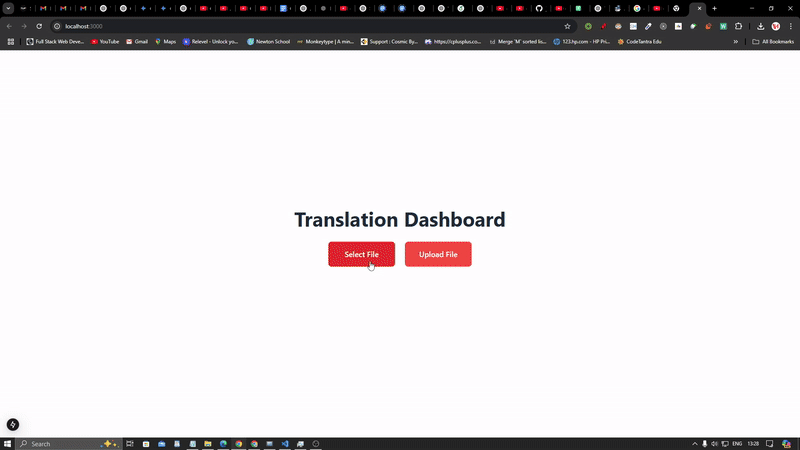 localhost:3000
Full Stack Web Deve...
YouTube
Gmail
Maps
Relevel - Unlock yo...
Newton School
Monkeytype | A min...
Support : Cosmic By...
https://cplusplus.co...
Merge 'M' sorted lis...
123.hp.com - HP Pri...
CodeTantra Edu
»
All Bookmarks
Translation Dashboard
Select File
Upload File
Search
ENG
13:28